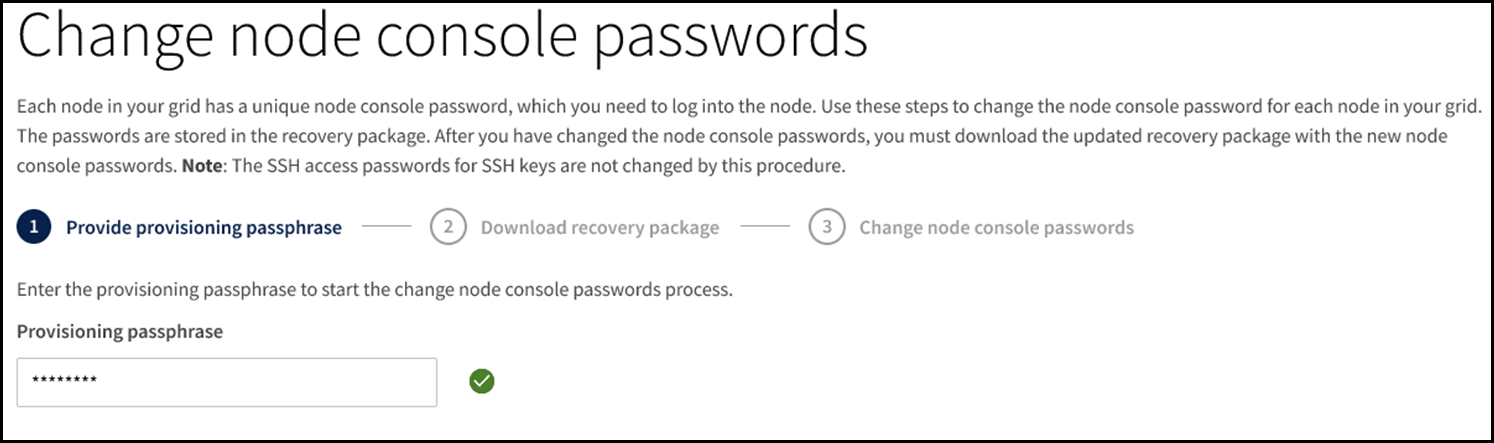 Change node console passwords
Each node in your grid has a unique node console password, which you need to log into the node. Use these steps to change the node console password for each node in your grid.
The passwords are stored in the recovery package. After you have changed the node console passwords, you must download the updated recovery package with the new node
console passwords. Note: The SSH access passwords for SSH keys are not changed by this procedure.
1 Provide provisioning passphrase 2 Download recovery package 3 Change node console passwords
Enter the provisioning passphrase to start the change node console passwords process.
Provisioning passphrase
********